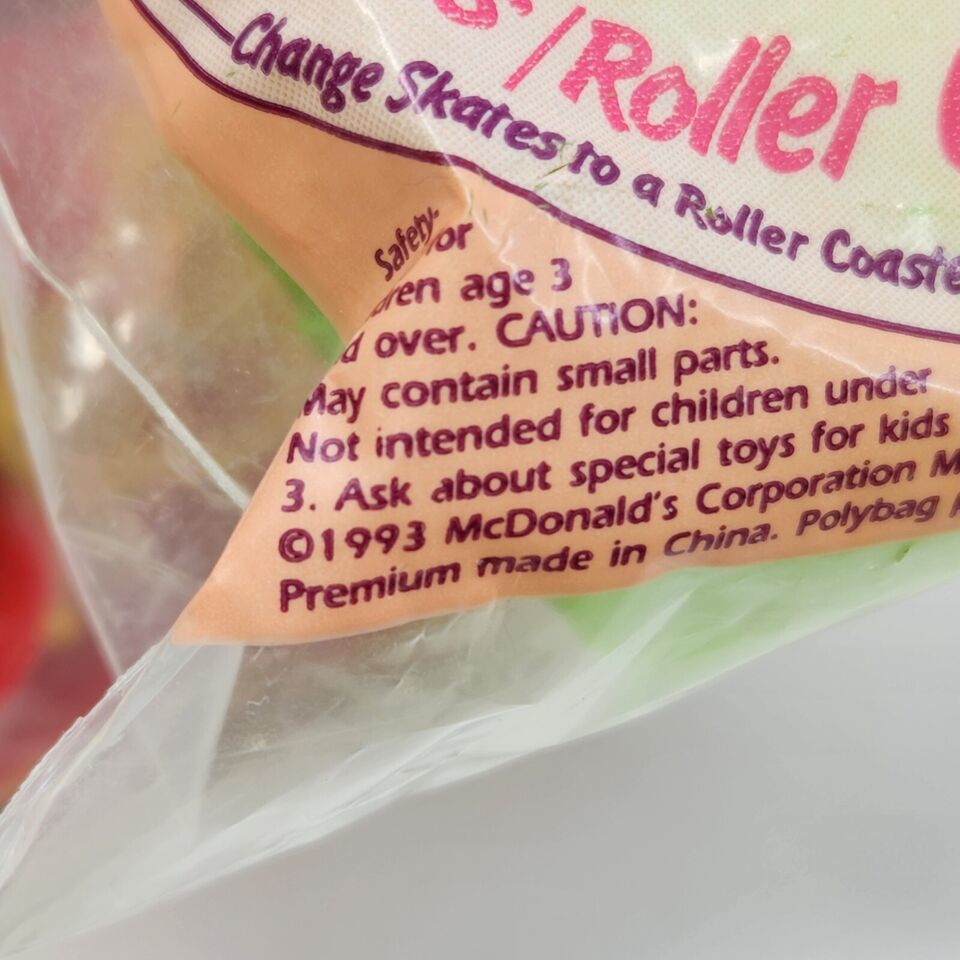 /Roller
Change Skates to a Roller Coaste
Safety-
or
ren age 3
d over. CAUTION:
May contain small parts.
Not intended for children under
3. Ask about special toys for kids
©1993 McDonald's Corporation M
Premium made in China. Polybag